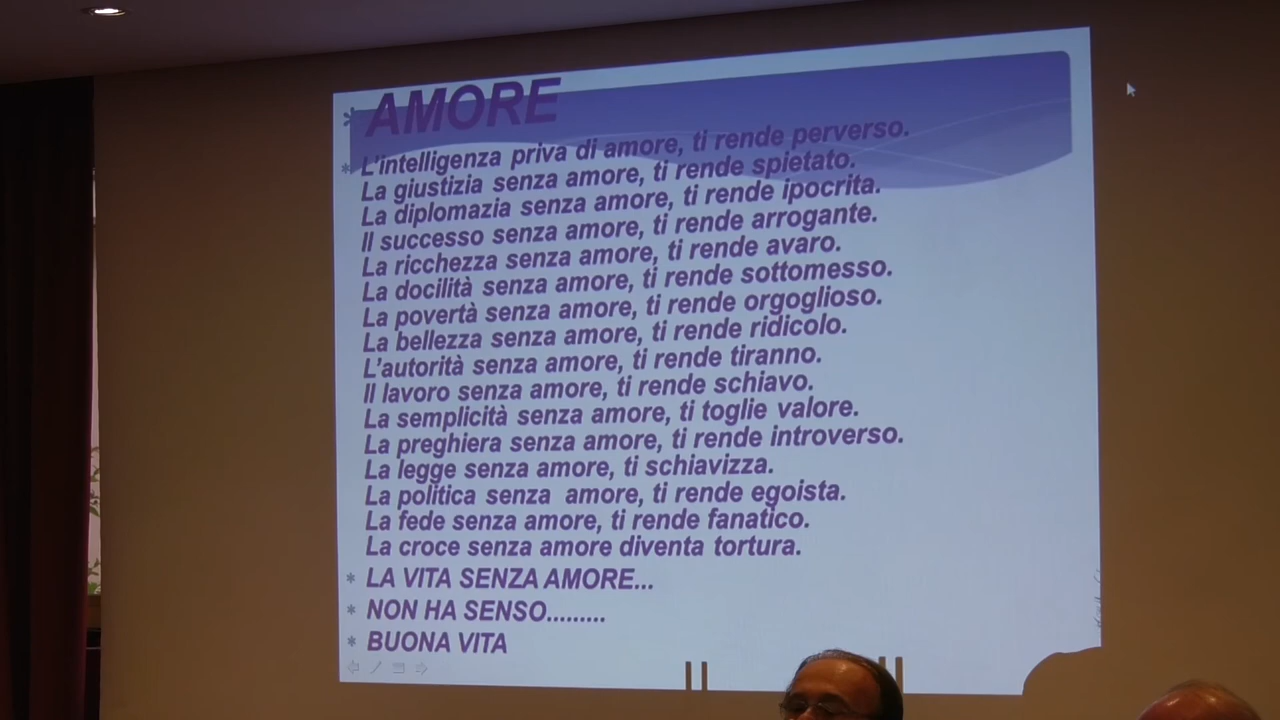 * AMORE
* L'intelligenza priva di amore, ti rende perverso.
La giustizia senza amore, ti rende spietato.
La diplomazia senza amore, ti rende ipocrita.
Il successo senza amore, ti rende arrogante.
La ricchezza senza amore, ti rende avaro.
La docilità senza amore, ti rende sottomesso.
La povertà senza amore, ti rende orgoglioso.
La bellezza senza amore, ti rende ridicolo.
L'autorità senza amore, ti rende tiranno.
Il lavoro senza amore, ti rende schiavo.
La semplicità senza amore, ti toglie valore.
La preghiera senza amore, ti rende introverso.
La legge senza amore, ti schiavizza.
La politica senza amore, ti rende egoista.
La fede senza amore, ti rende fanatico.
La croce senza amore diventa tortura.
* LA VITA SENZA AMORE...
* NON HA SENSO.........
* BUONA VITA